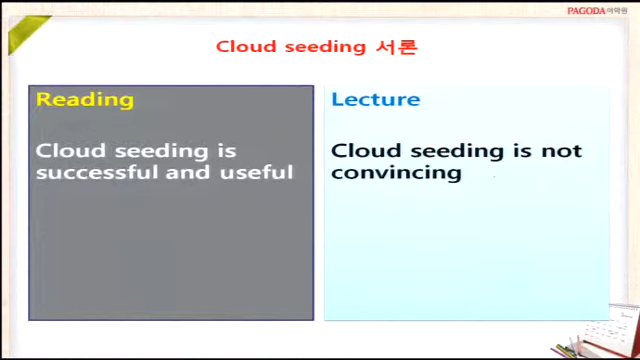 PAGODA어학원
Cloud seeding 서론
Reading
Cloud seeding is
successful and useful
Lecture
Cloud seeding is not
convincing